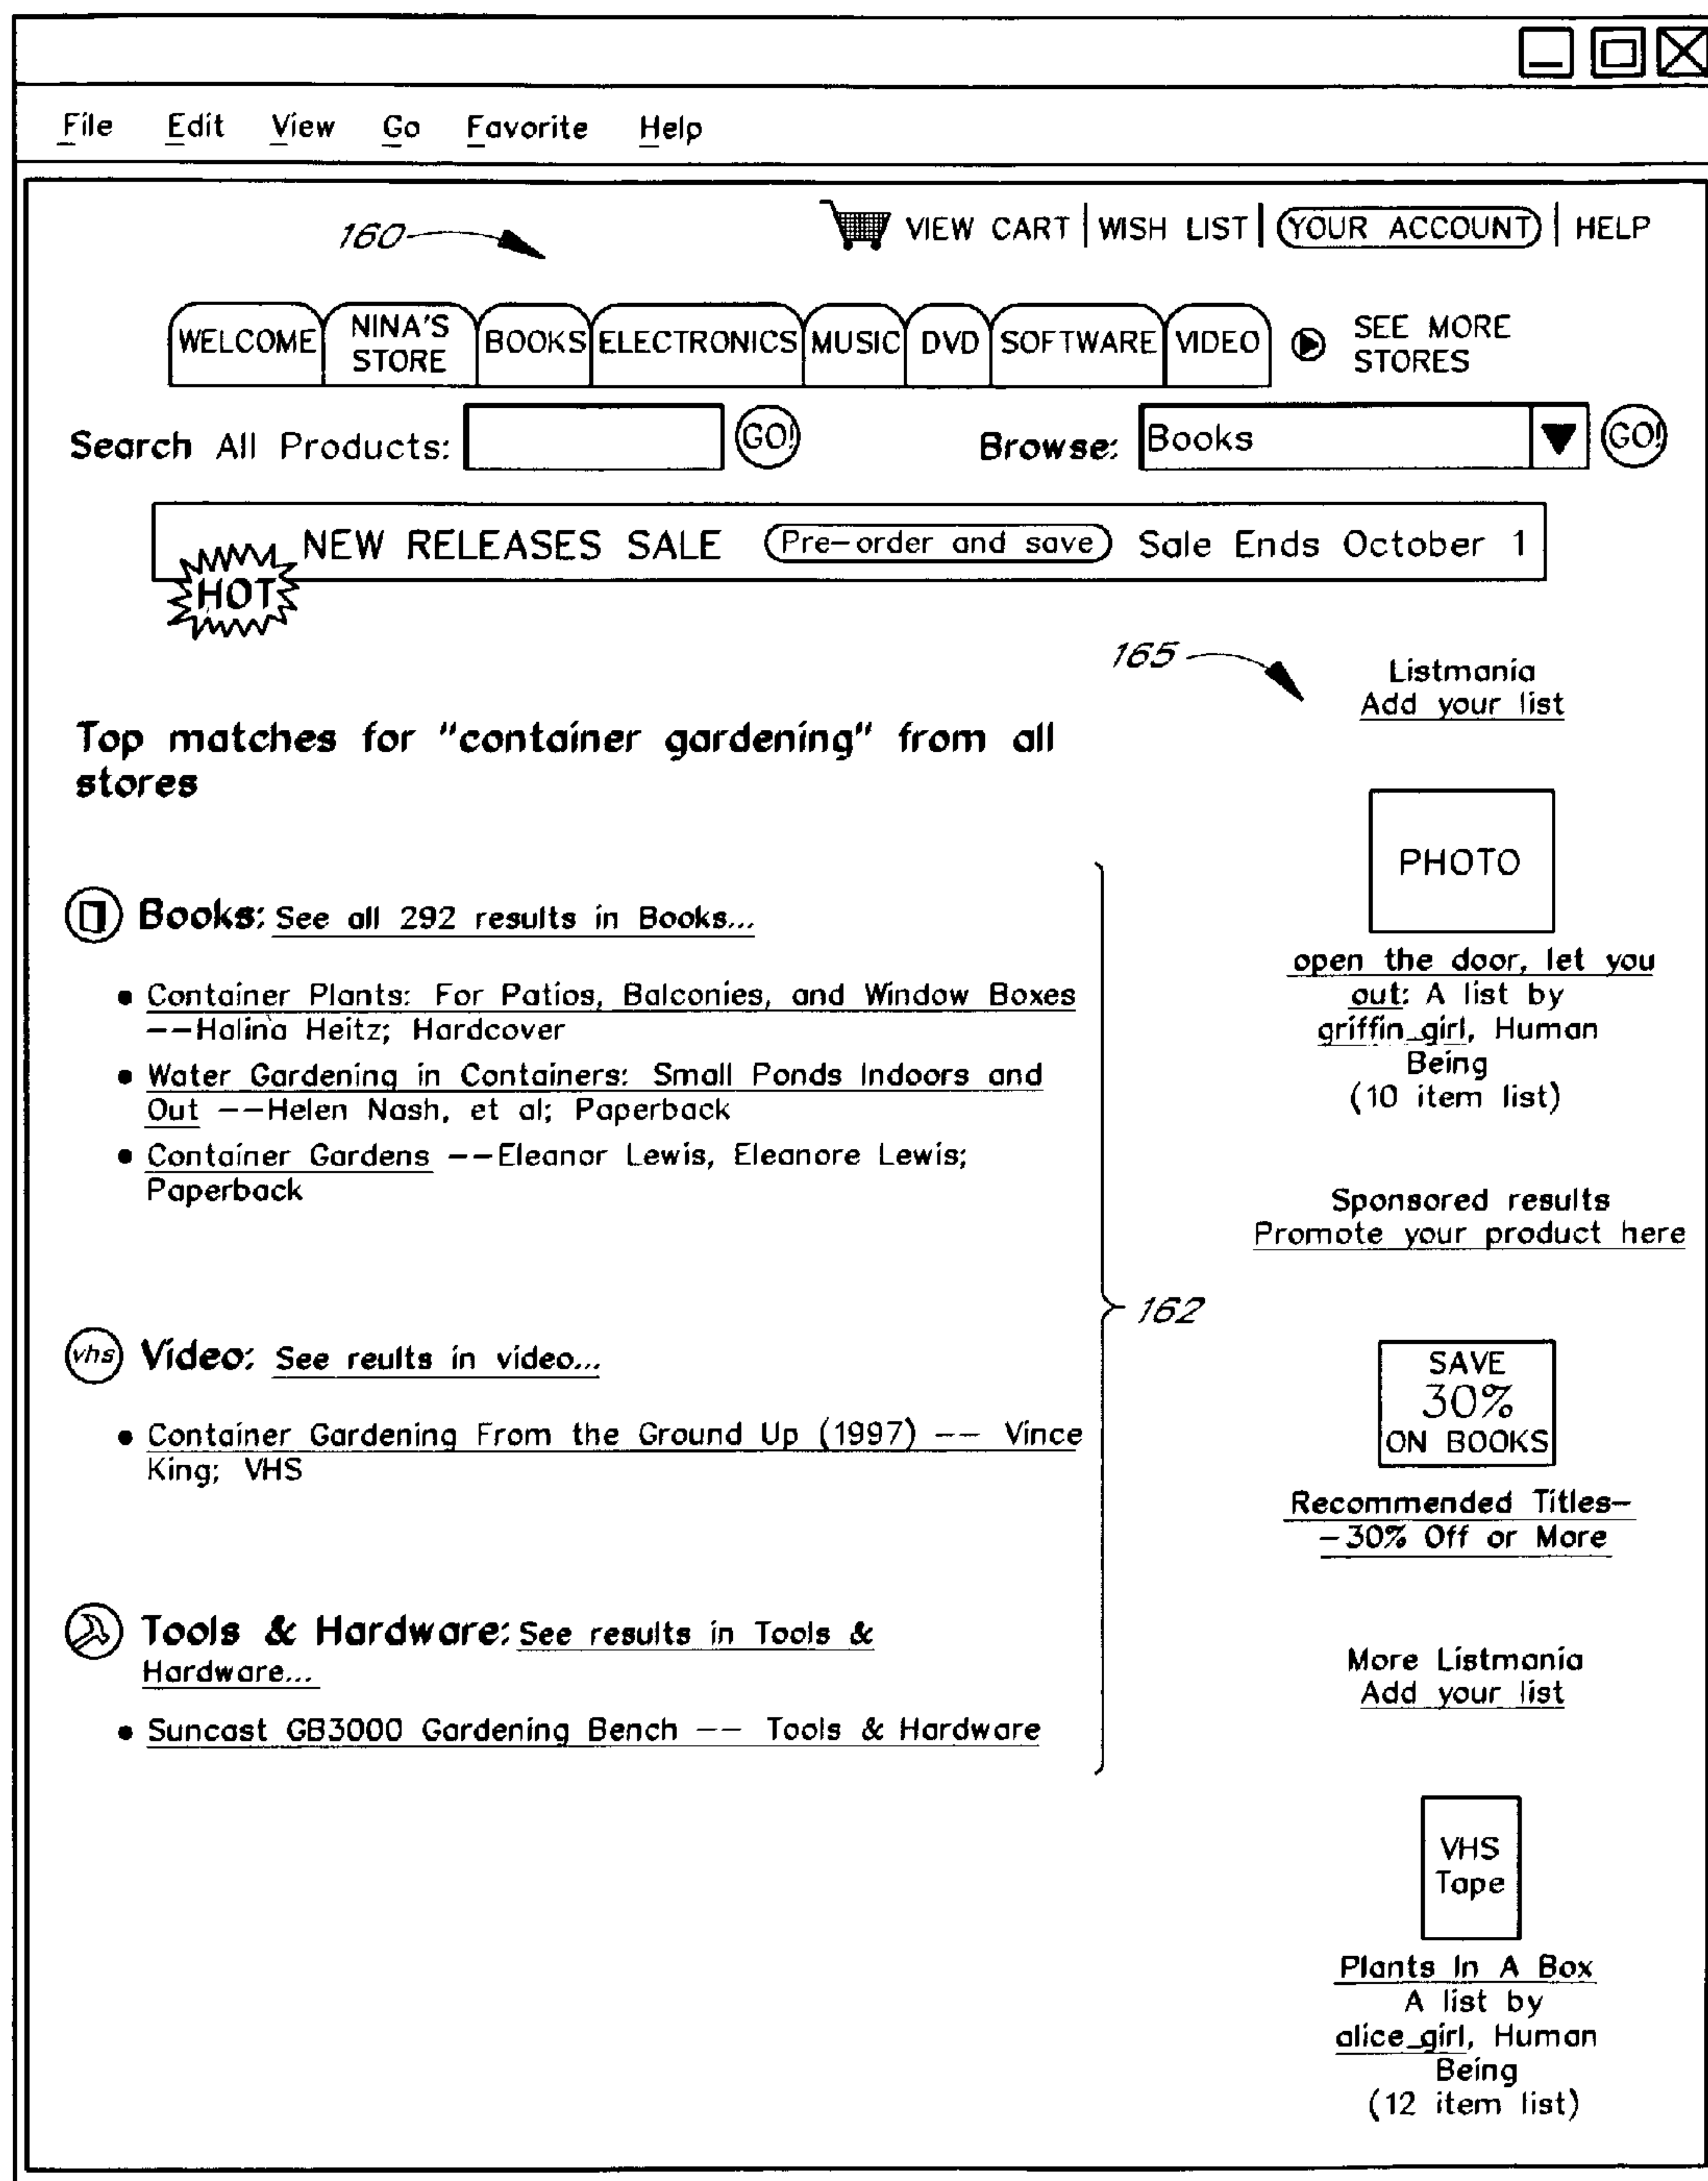 File Edit View Go Favorite Help
160
VIEW CART | WISH LIST | YOUR ACCOUNT | HELP
WELCOME NINA'S STORE BOOKS ELECTRONICS MUSIC DVD SOFTWARE VIDEO SEE MORE STORES
Search All Products: GO! Browse: Books GO!
NEW RELEASES SALE Pre-order and save Sale Ends October 1
HOT
165
Listmania
Add your list
Top matches for "container gardening" from all
stores
PHOTO
open the door, let you
out: A list by
griffin_girl, Human
Being
(10 item list)
Books: See all 292 results in Books...
• Container Plants: For Patios, Balconies, and Window Boxes
--Halina Heitz; Hardcover
• Water Gardening in Containers: Small Ponds Indoors and
Out --Helen Nash, et al; Paperback
• Container Gardens --Eleanor Lewis, Eleanore Lewis;
Paperback
Sponsored results
Promote your product here
162
vhs Video: See reults in video...
• Container Gardening From the Ground Up (1997) -- Vince
King; VHS
SAVE
30%
ON BOOKS
Recommended Titles-
-30% Off or More
Tools & Hardware: See results in Tools &
Hardware...
• Suncast GB3000 Gardening Bench -- Tools & Hardware
More Listmania
Add your list
VHS
Tape
Plants In A Box
A list by
alice_girl, Human
Being
(12 item list)